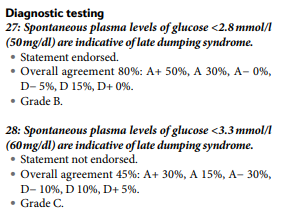 Diagnostic testing
27: Spontaneous plasma levels of glucose <2.8 mmol/l
(50 mg/dl) are indicative of late dumping syndrome.
• Statement endorsed.
• Overall agreement 80%: A+ 50%, A 30%, A− 0%,
D− 5%, D 15%, D+ 0%.
• Grade B.
28: Spontaneous plasma levels of glucose <3.3 mmol/l
(60 mg/dl) are indicative of late dumping syndrome.
• Statement not endorsed.
• Overall agreement 45%: A+ 30%, A 15%, A− 30%,
D− 10%, D 10%, D+ 5%.
• Grade C.